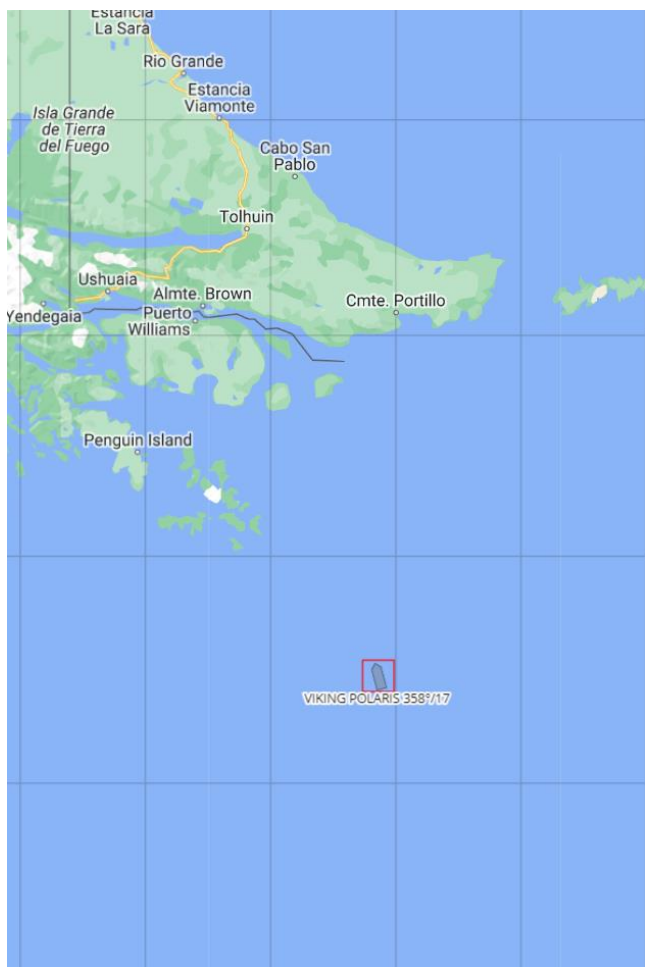 Estancia
La Sara
Rio Grande
Estancia
Viamonte
Isla Grande
de Tierra
del Fuego
Cabo San
Pablo
Tolhuin
Ushuaia
Almte. Brown
Cmte. Portillo
Yendegaia
Puerto
Williams
Penguin Island
VIKING POLARIS 358°/17